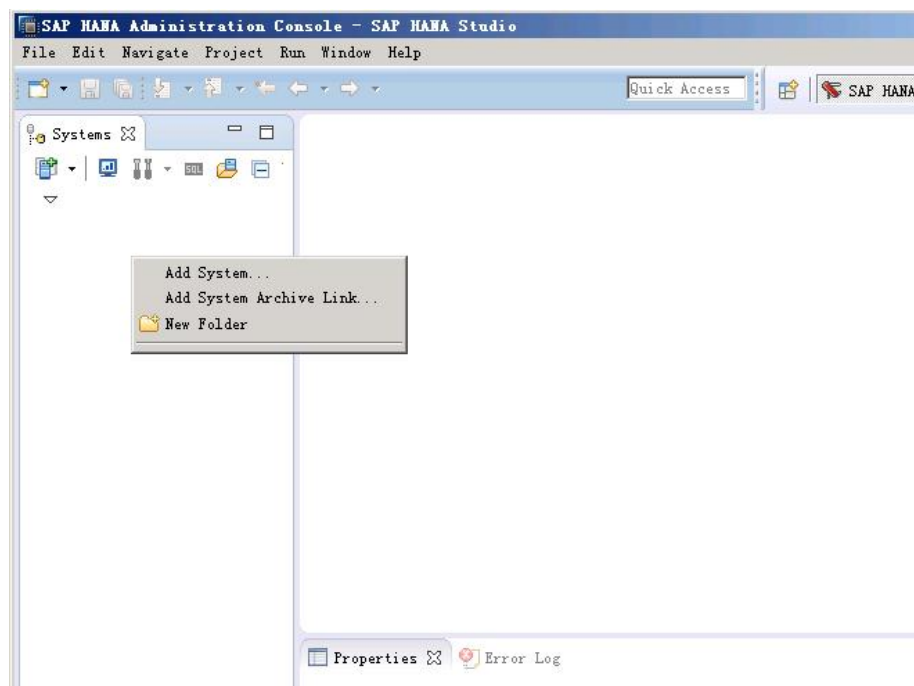 SAP HANA Administration Console - SAP HANA Studio
File Edit Navigate Project Run Window Help
Quick Access
SAP HANA
Systems
SQL
Add System...
Add System Archive Link...
New Folder
Properties
Error Log